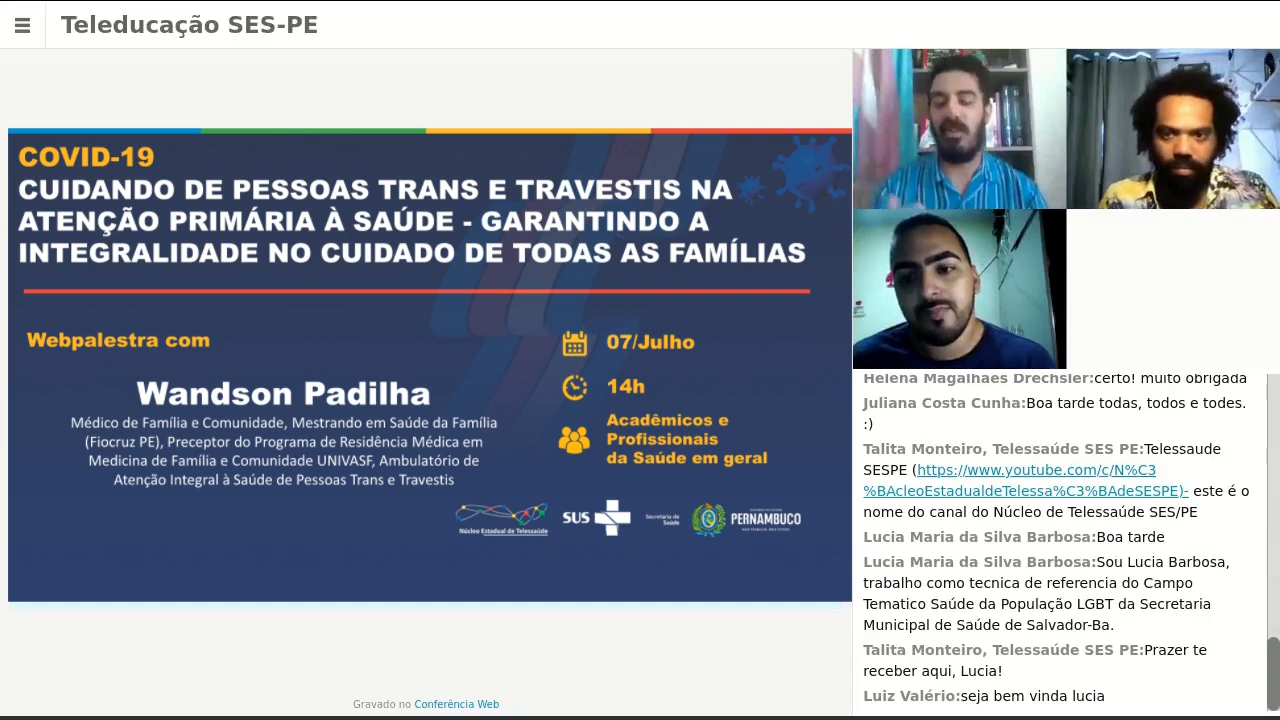 Teleducação SES-PE
COVID-19
CUIDANDO DE PESSOAS TRANS E TRAVESTIS NA
ATENÇÃO PRIMÁRIA À SAÚDE - GARANTINDO A
INTEGRALIDADE NO CUIDADO DE TODAS AS FAMÍLIAS
Webpalestra com
Wandson Padilha
Médico de Família e Comunidade, Mestrando em Saúde da Família
(Fiocruz PE), Preceptor do Programa de Residência Médica em
Medicina de Família e Comunidade UNIVASF, Ambulatório de
Atenção Integral à Saúde de Pessoas Trans e Travestis
07/Julho
14h
Acadêmicos e
Profissionais
da Saúde em geral
Núcleo Estadual de Telessaúde
SUS
Secretaria de
Saúde
PERNAMBUCO
Gravado no Conferência Web
Helena Magalhães Drechsler:certo! muito obrigada
Juliana Costa Cunha:Boa tarde todas, todos e todes.
:)
Talita Monteiro, Telessaúde SES PE:Telessaude
SESPE (https://www.youtube.com/c/N%C3
%BAcleoEstadualdeTelessa%C3%BAdeSESPE)- este é o
nome do canal do Núcleo de Telessaúde SES/PE
Lucia Maria da Silva Barbosa:Boa tarde
Lucia Maria da Silva Barbosa:Sou Lucia Barbosa,
trabalho como tecnica de referencia do Campo
Tematico Saúde da População LGBT da Secretaria
Municipal de Saúde de Salvador-Ba.
Talita Monteiro, Telessaúde SES PE:Prazer te
receber aqui, Lucia!
Luiz Valério:seja bem vinda lucia